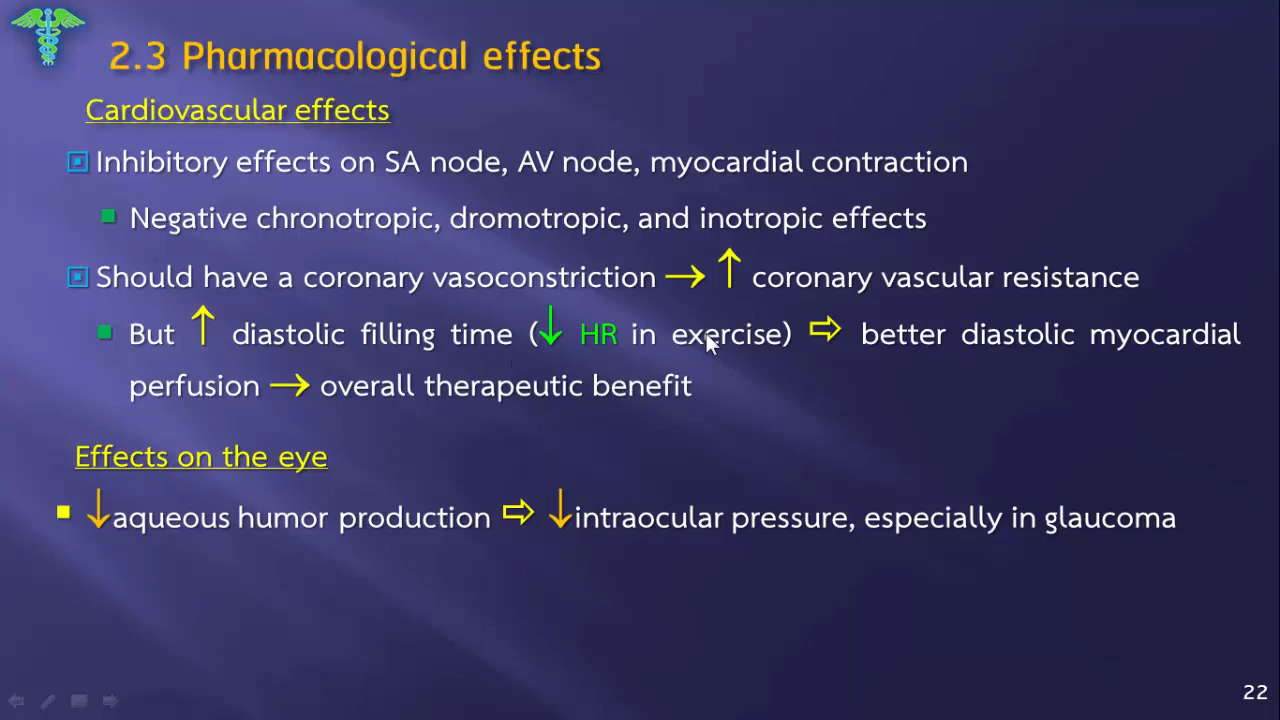 2.3 Pharmacological effects
Cardiovascular effects
Inhibitory effects on SA node, AV node, myocardial contraction
Negative chronotropic, dromotropic, and inotropic effects
Should have a coronary vasoconstriction → ↑ coronary vascular resistance
But ↑ diastolic filling time (↓ HR in exercise) ⇨ better diastolic myocardial
perfusion → overall therapeutic benefit
Effects on the eye
↓aqueous humor production ⇨ ↓intraocular pressure, especially in glaucoma
22